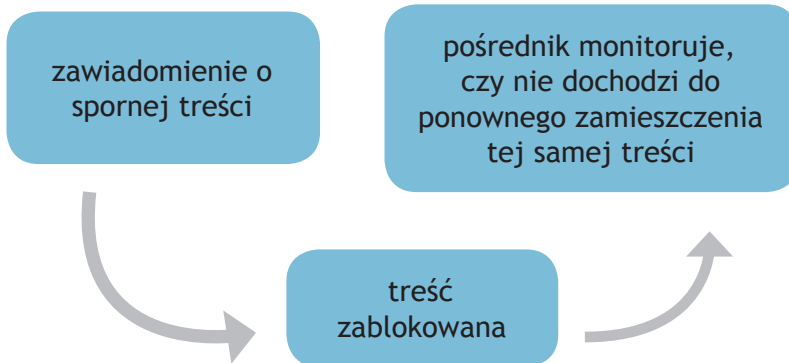 zawiadomienie o
spornej treści
pośrednik monitoruje,
czy nie dochodzi do
ponownego zamieszczenia
tej samej treści
treść
zablokowana